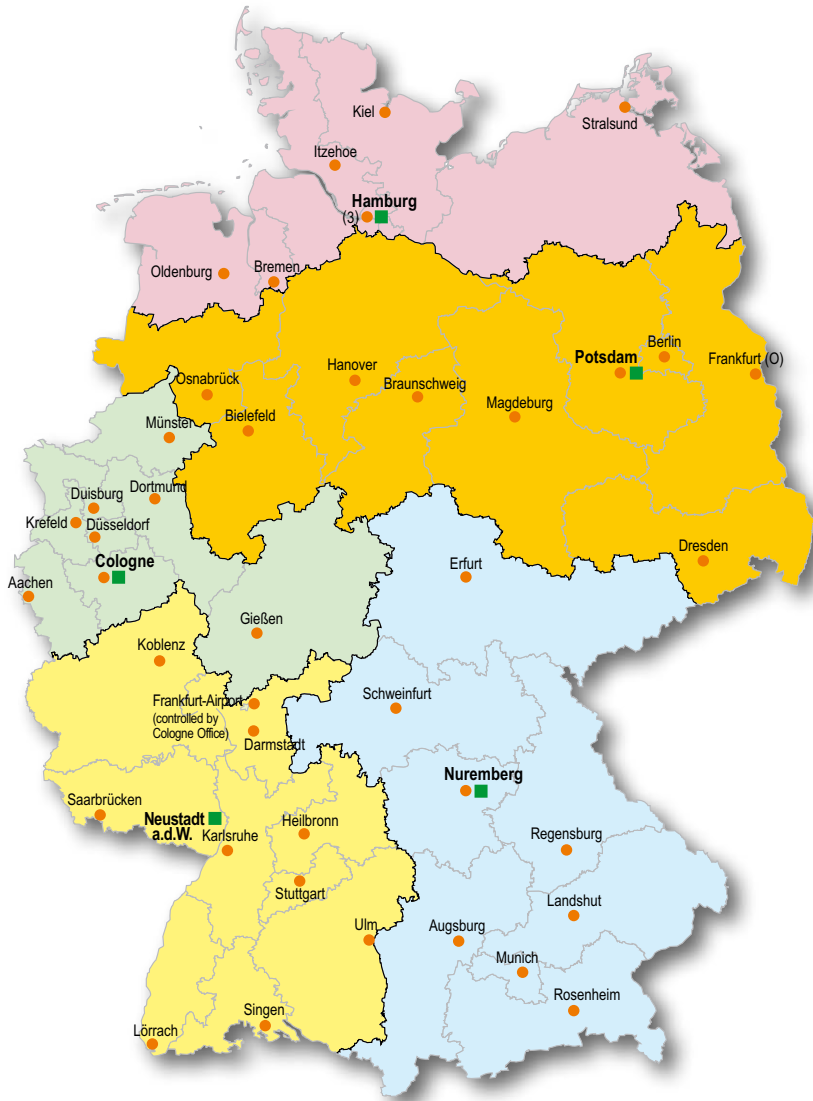 Kiel
Stralsund
Itzehoe
Hamburg
(3)
Oldenburg
Bremen
Berlin
Potsdam
Frankfurt (O)
Hanover
Osnabrück
Braunschweig
Magdeburg
Bielefeld
Münster
Dortmund
Duisburg
Krefeld
Düsseldorf
Dresden
Cologne
Erfurt
Aachen
Gießen
Koblenz
Frankfurt-Airport
(controlled by
Cologne Office)
Schweinfurt
Darmstadt
Nuremberg
Saarbrücken
Neustadt
a.d.W.
Heilbronn
Karlsruhe
Regensburg
Stuttgart
Landshut
Ulm
Augsburg
Munich
Rosenheim
Singen
Lörrach